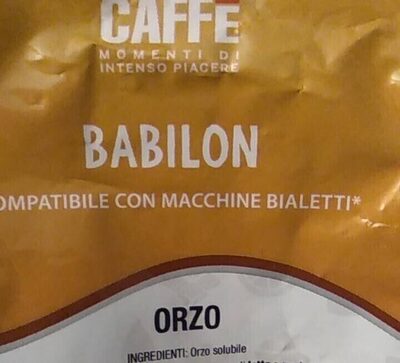 CAFFÈ
MOMENTI DI
INTENSO PIACERE
BABILON
OMPATIBILE CON MACCHINE BIALETTI*
ORZO
INGREDIENTI: Orzo solubile